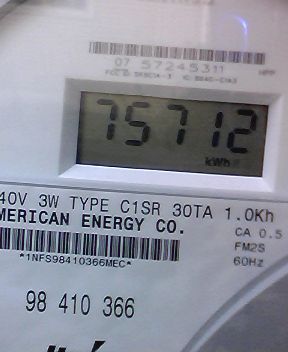 07 57245311
75712
kWh
40V 3W TYPE C1SR 30TA 1.0Kh
MERICAN ENERGY CO.
CA 0.5
FM2S
60Hz
*1NFS98410366MEC*
98 410 366